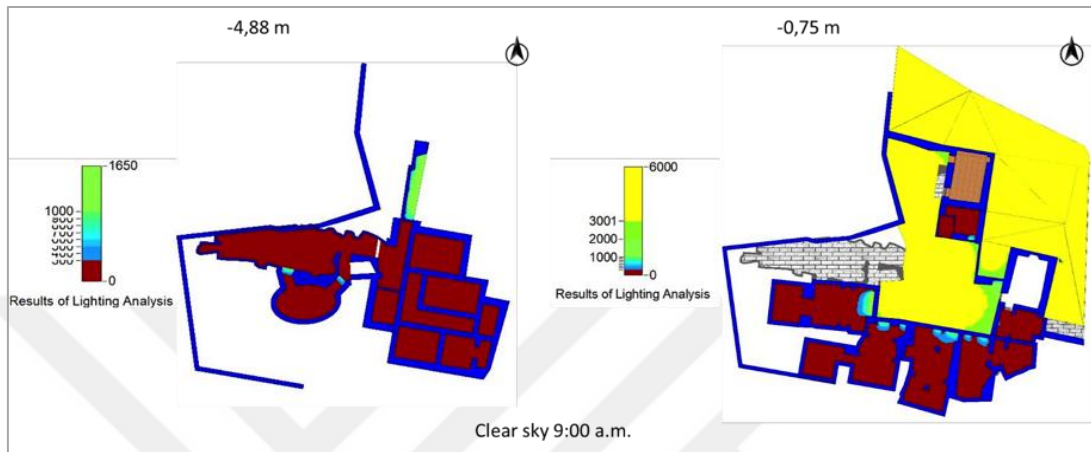 -4,88 m
-0,75 m
1650
1000
0
Results of Lighting Analysis
6000
3001
2000
1000
0
Results of Lighting Analysis
Clear sky 9:00 a.m.